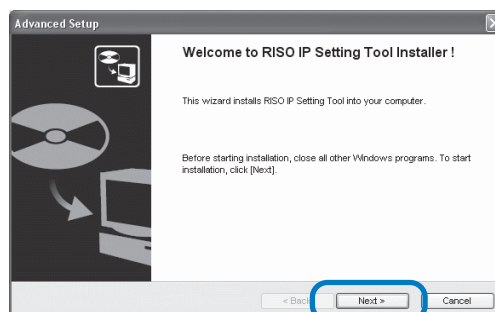 Advanced Setup
Welcome to RISO IP Setting Tool Installer !
This wizard installs RISO IP Setting Tool into your computer.
Before starting installation, close all other Windows programs. To start
installation, click [Next].
< Back Next > Cancel